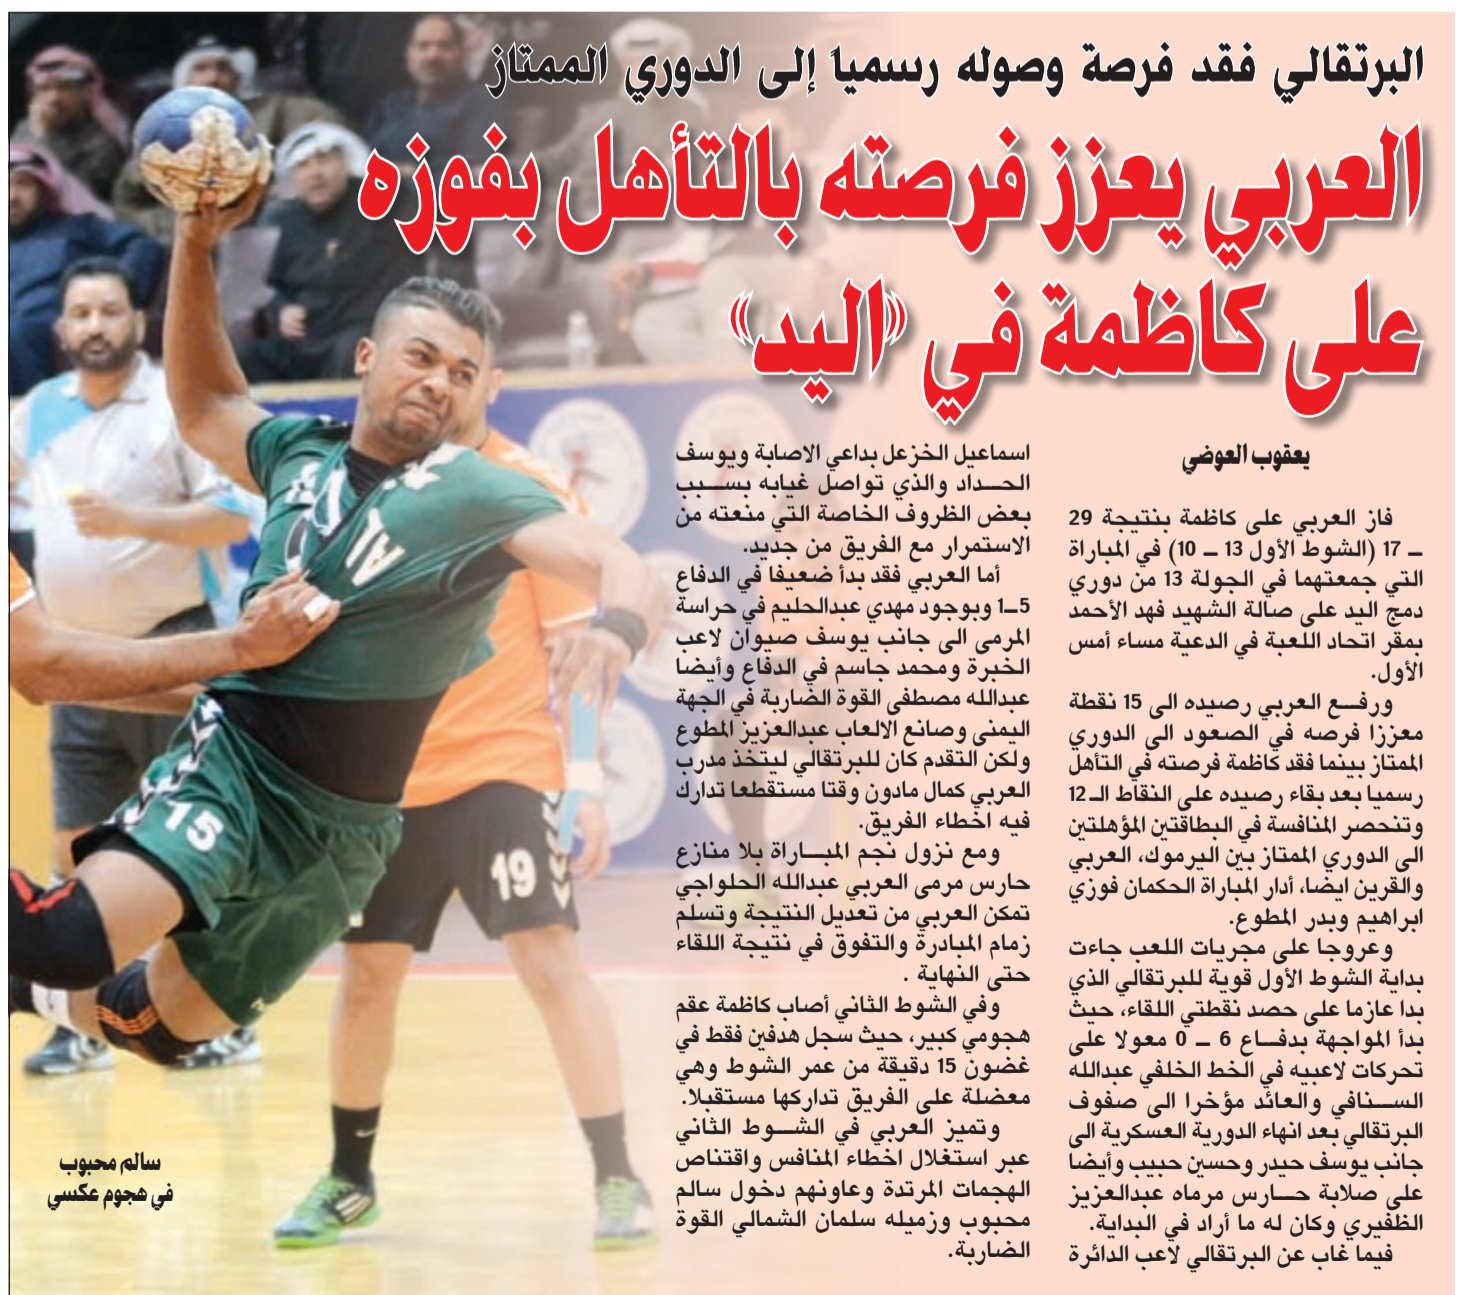 البرتقالي فقد فرصة وصوله رسمياً إلى الدوري الممتاز
العربي يعزز فرصته بالتأهل بفوزه
على كاظمة في «اليد»
يعقوب العوضي
فاز العربي على كاظمة بنتيجة 29
ــ 17 (الشوط الأول 13 ــ 10) في المباراة
التي جمعتهما في الجولة 13 من دوري
دمج اليد على صالة الشهيد فهد الأحمد
بمقر اتحاد اللعبة في الدعية مساء أمس
الأول.
ورفـــع العربي رصيده الى 15 نقطة
معززا فرصه في الصعود الى الدوري
الممتاز بينما فقد كاظمة فرصته في التأهل
رسميا بعد بقاء رصيده على النقاط الـ 12
وتنحصر المنافسة في البطاقتين المؤهلتين
الى الدوري الممتاز بين اليرموك، العربي
والقرين ايضا، أدار المباراة الحكمان فوزي
ابراهيم وبدر المطوع.
وعروجا على مجريات اللعب جاءت
بداية الشوط الأول قوية للبرتقالي الذي
بدا عازما على حصد نقطتي اللقاء، حيث
بدأ المواجهة بدفـــاع 6 ــ 0 معولا على
تحركات لاعبيه في الخط الخلفي عبدالله
الســـنافي والعائد مؤخرا الى صفوف
البرتقالي بعد انهاء الدورية العسكرية الى
جانب يوسف حيدر وحسين حبيب وأيضا
على صلابة حـــارس مرماه عبدالعزيز
الظفيري وكان له ما أراد في البداية.
فيما غاب عن البرتقالي لاعب الدائرة
اسماعيل الخزعل بداعي الاصابة ويوسف
الحـــداد والذي تواصل غيابه بســـبب
بعض الظروف الخاصة التي منعته من
الاستمرار مع الفريق من جديد.
أما العربي فقد بدأ ضعيفا في الدفاع
5ــ1 وبوجود مهدي عبدالحليم في حراسة
المرمى الى جانب يوسف صيوان لاعب
الخبرة ومحمد جاسم في الدفاع وأيضا
عبدالله مصطفى القوة الضاربة في الجهة
اليمنى وصانع الالعاب عبدالعزيز المطوع
ولكن التقدم كان للبرتقالي ليتخذ مدرب
العربي كمال مادون وقتا مستقطعا تدارك
فيه اخطاء الفريق.
ومع نزول نجم المبـــاراة بلا منازع
حارس مرمى العربي عبدالله الحلواجي
تمكن العربي من تعديل النتيجة وتسلم
زمام المبادرة والتفوق في نتيجة اللقاء
حتى النهاية .
وفي الشوط الثاني أصاب كاظمة عقم
هجومي كبير، حيث سجل هدفين فقط في
غضون 15 دقيقة من عمر الشوط وهي
معضلة على الفريق تداركها مستقبلا.
وتميز العربي في الشـــوط الثاني
عبر استغلال اخطاء المنافس واقتناص
الهجمات المرتدة وعاونهم دخول سالم
محبوب وزميله سلمان الشمالي القوة
الضاربة.
سالم محبوب
في هجوم عكسي
15
19